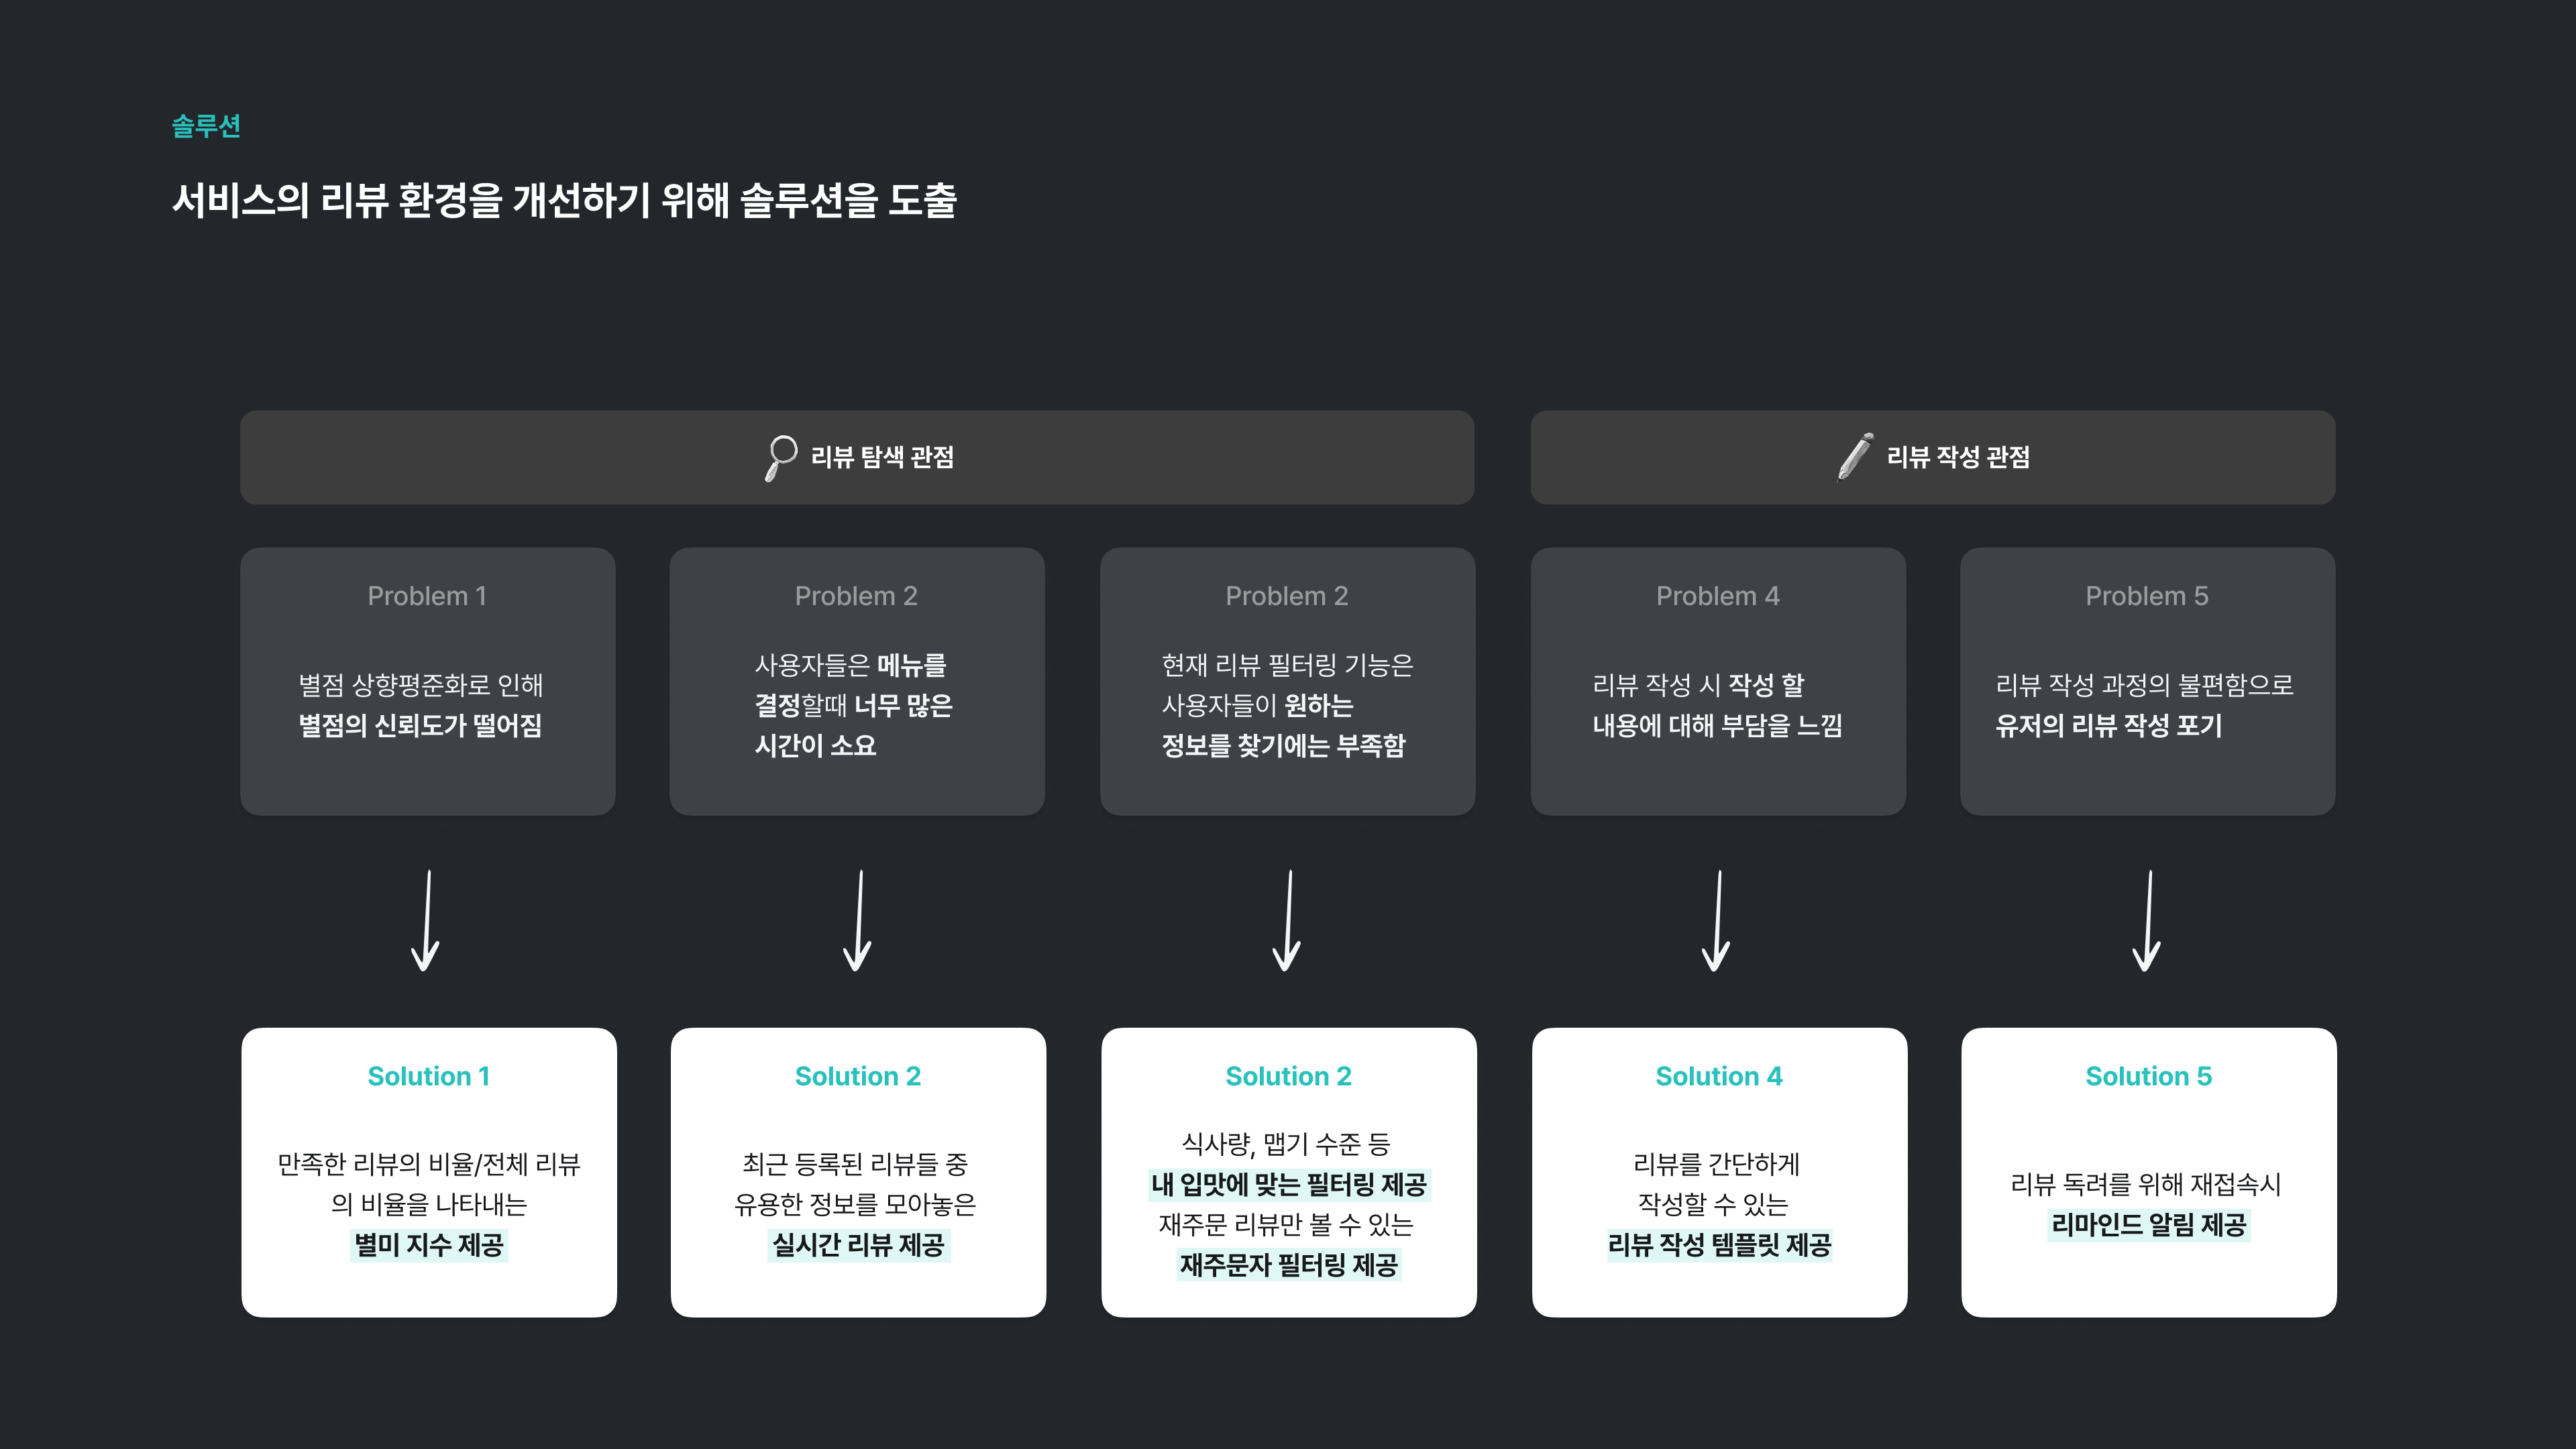 솔루션
서비스의 리뷰 환경을 개선하기 위해 솔루션을 도출
리뷰 탐색 관점
리뷰 작성 관점
Problem 1
별점 상향평준화로 인해
별점의 신뢰도가 떨어짐
Problem 2
사용자들은 메뉴를
결정할때 너무 많은
시간이 소요
Problem 2
현재 리뷰 필터링 기능은
사용자들이 원하는
정보를 찾기에는 부족함
Problem 4
리뷰 작성 시 작성 할
내용에 대해 부담을 느낌
Problem 5
리뷰 작성 과정의 불편함으로
유저의 리뷰 작성 포기
Solution 1
만족한 리뷰의 비율/전체 리뷰
의 비율을 나타내는
별미 지수 제공
Solution 2
최근 등록된 리뷰들 중
유용한 정보를 모아놓은
실시간 리뷰 제공
Solution 2
식사량, 맵기 수준 등
내 입맛에 맞는 필터링 제공
재주문 리뷰만 볼 수 있는
재주문자 필터링 제공
Solution 4
리뷰를 간단하게
작성할 수 있는
리뷰 작성 템플릿 제공
Solution 5
리뷰 독려를 위해 재접속시
리마인드 알림 제공